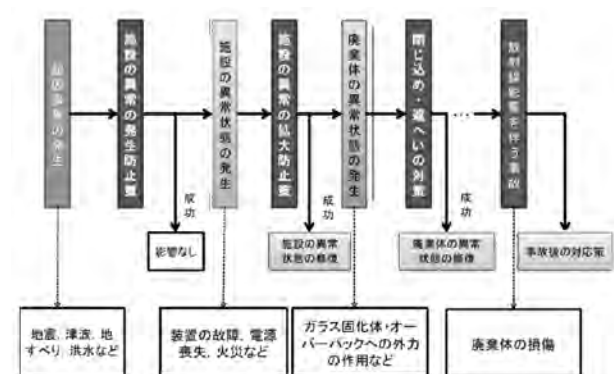 起因事象の発生
施設の異常の発生防止策
施設の異常状態の発生
施設の異常の拡大防止策
廃棄体の異常状態の発生
閉じ込め・遮へいの対策
…
放射線影響を伴う事故
成功
成功
成功
影響なし
施設の異常
状態の修復
廃棄体の異常
状態の修復
事故後の対応策
地震、津波、地
すべり、洪水など
装置の故障、電源
喪失、火災など
ガラス固化体・オー
バーパックへの外力
の作用など
廃棄体の損傷